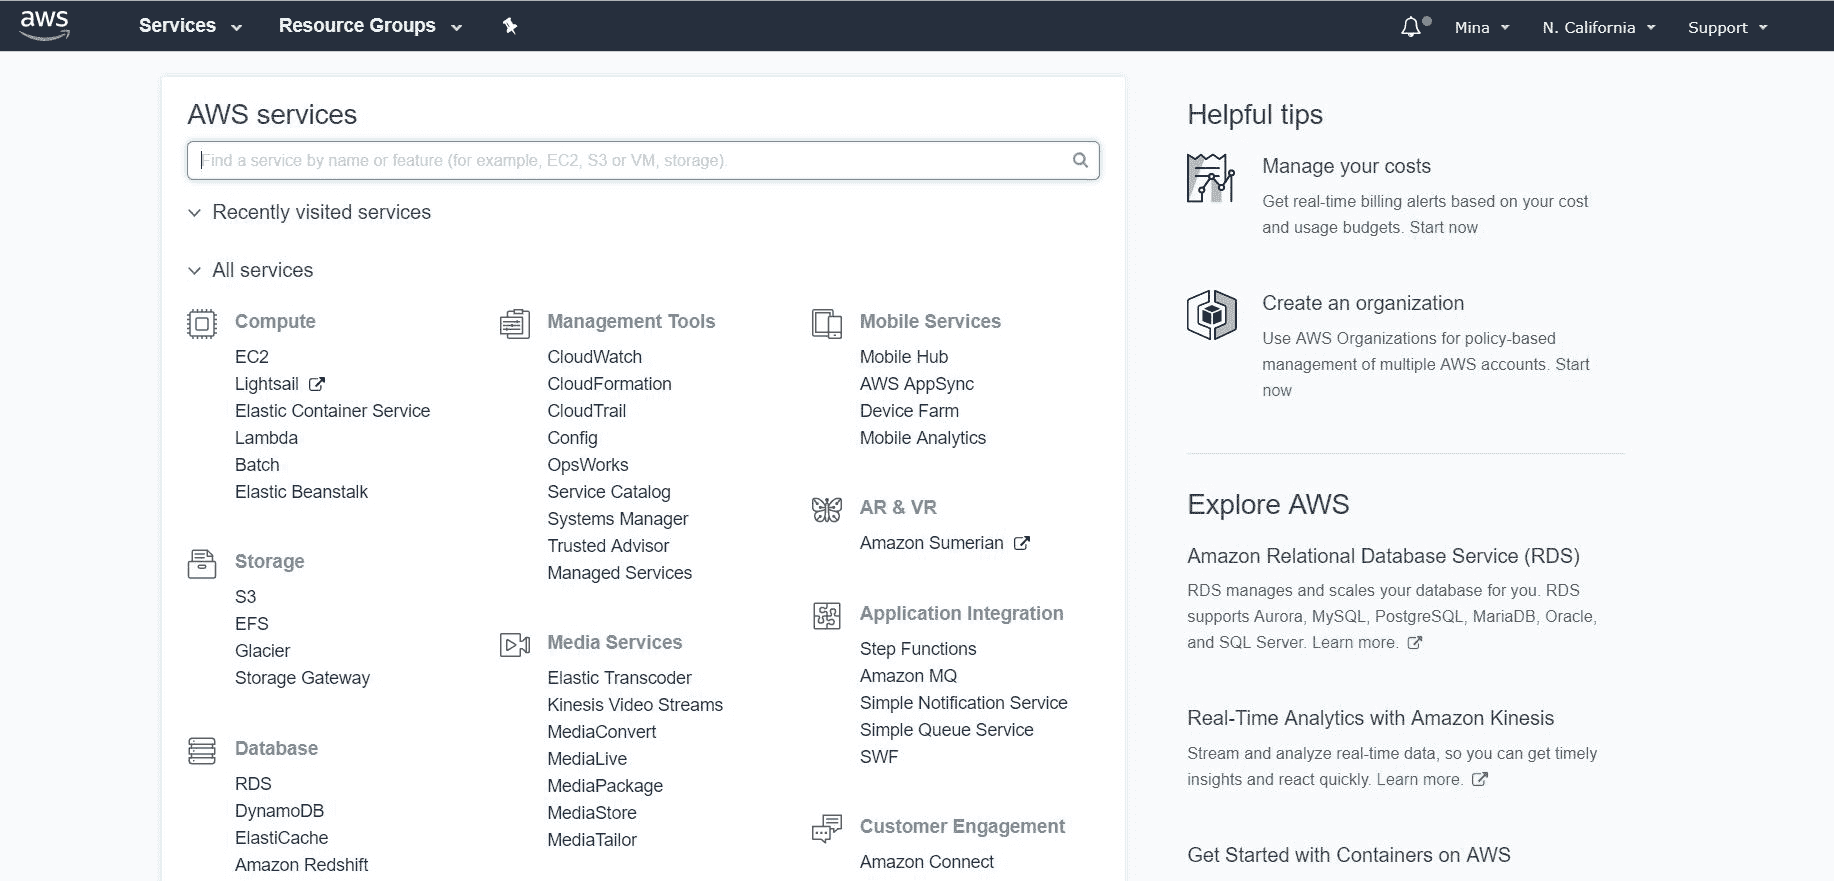 aws
Services
Resource Groups
Mina
N. California
Support
AWS services
Find a service by name or feature (for example, EC2, S3 or VM, storage).
Recently visited services
All services
Compute
EC2
Lightsail
Elastic Container Service
Lambda
Batch
Elastic Beanstalk
Storage
S3
EFS
Glacier
Storage Gateway
Database
RDS
DynamoDB
ElastiCache
Amazon Redshift
Management Tools
CloudWatch
CloudFormation
CloudTrail
Config
OpsWorks
Service Catalog
Systems Manager
Trusted Advisor
Managed Services
Media Services
Elastic Transcoder
Kinesis Video Streams
MediaConvert
MediaLive
MediaPackage
MediaStore
MediaTailor
Mobile Services
Mobile Hub
AWS AppSync
Device Farm
Mobile Analytics
AR & VR
Amazon Sumerian
Application Integration
Step Functions
Amazon MQ
Simple Notification Service
Simple Queue Service
SWF
Customer Engagement
Amazon Connect
Helpful tips
Manage your costs
Get real-time billing alerts based on your cost
and usage budgets. Start now
Create an organization
Use AWS Organizations for policy-based
management of multiple AWS accounts. Start
now
Explore AWS
Amazon Relational Database Service (RDS)
RDS manages and scales your database for you. RDS
supports Aurora, MySQL, PostgreSQL, MariaDB, Oracle,
and SQL Server. Learn more.
Real-Time Analytics with Amazon Kinesis
Stream and analyze real-time data, so you can get timely
insights and react quickly. Learn more.
Get Started with Containers on AWS